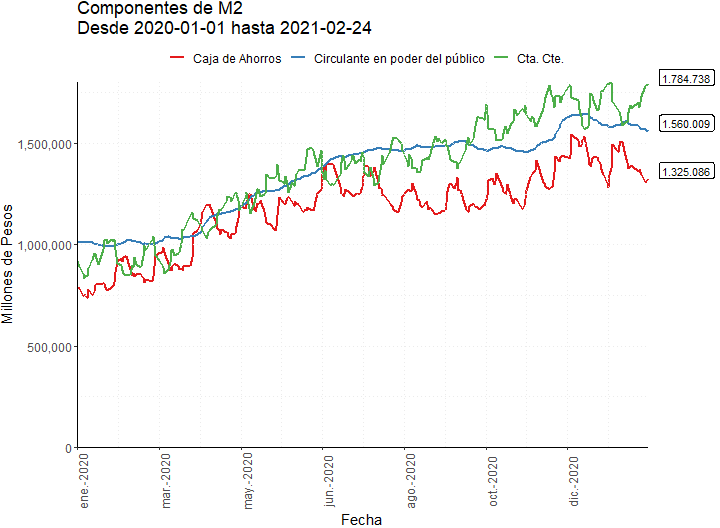 Componentes de M2
Desde 2020-01-01 hasta 2021-02-24
Caja de Ahorros
Circulante en poder del público
Cta. Cte.
1.784.738
1.560.009
1.325.086
1,500,000
1,000,000
500,000
0
Millones de Pesos
ene.-2020
mar.-2020
may.-2020
jun.-2020
ago.-2020
oct.-2020
dic.-2020
Fecha